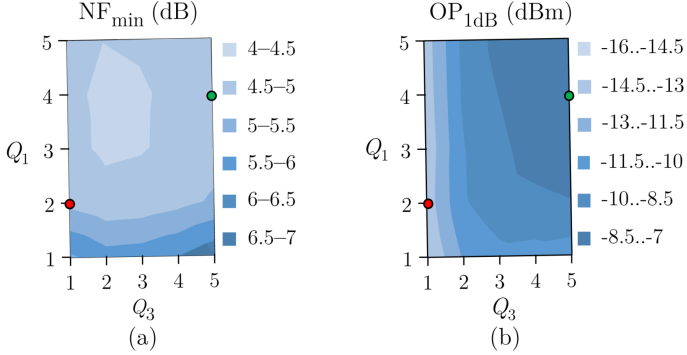 NFmin (dB)
5
4
3
2
1
Q1
1 2 3 4 5
Q3
4–4.5
4.5–5
5–5.5
5.5–6
6–6.5
6.5–7
(a)
OP1dB (dBm)
5
4
3
2
1
Q1
1 2 3 4 5
Q3
-16..-14.5
-14.5..-13
-13..-11.5
-11.5..-10
-10..-8.5
-8.5..-7
(b)